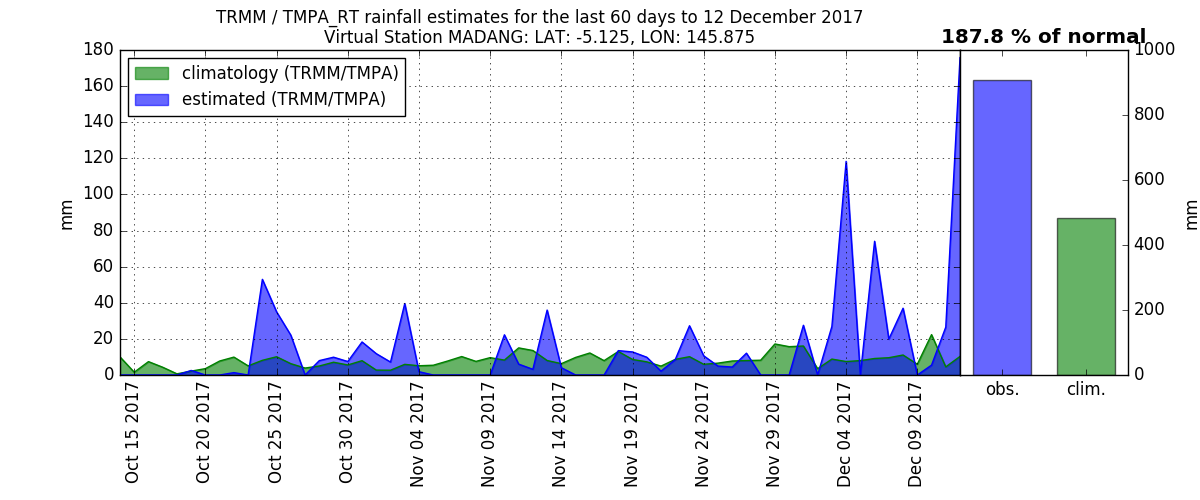 TRMM / TMPA_RT rainfall estimates for the last 60 days to 12 December 2017
Virtual Station MADANG: LAT: -5.125, LON: 145.875
187.8 % of normal
climatology (TRMM/TMPA)
estimated (TRMM/TMPA)
mm
180
160
140
120
100
80
60
40
20
0
Oct 15 2017
Oct 20 2017
Oct 25 2017
Oct 30 2017
Nov 04 2017
Nov 09 2017
Nov 14 2017
Nov 19 2017
Nov 24 2017
Nov 29 2017
Dec 04 2017
Dec 09 2017
obs.
clim.
1000
800
600
400
200
0
mm